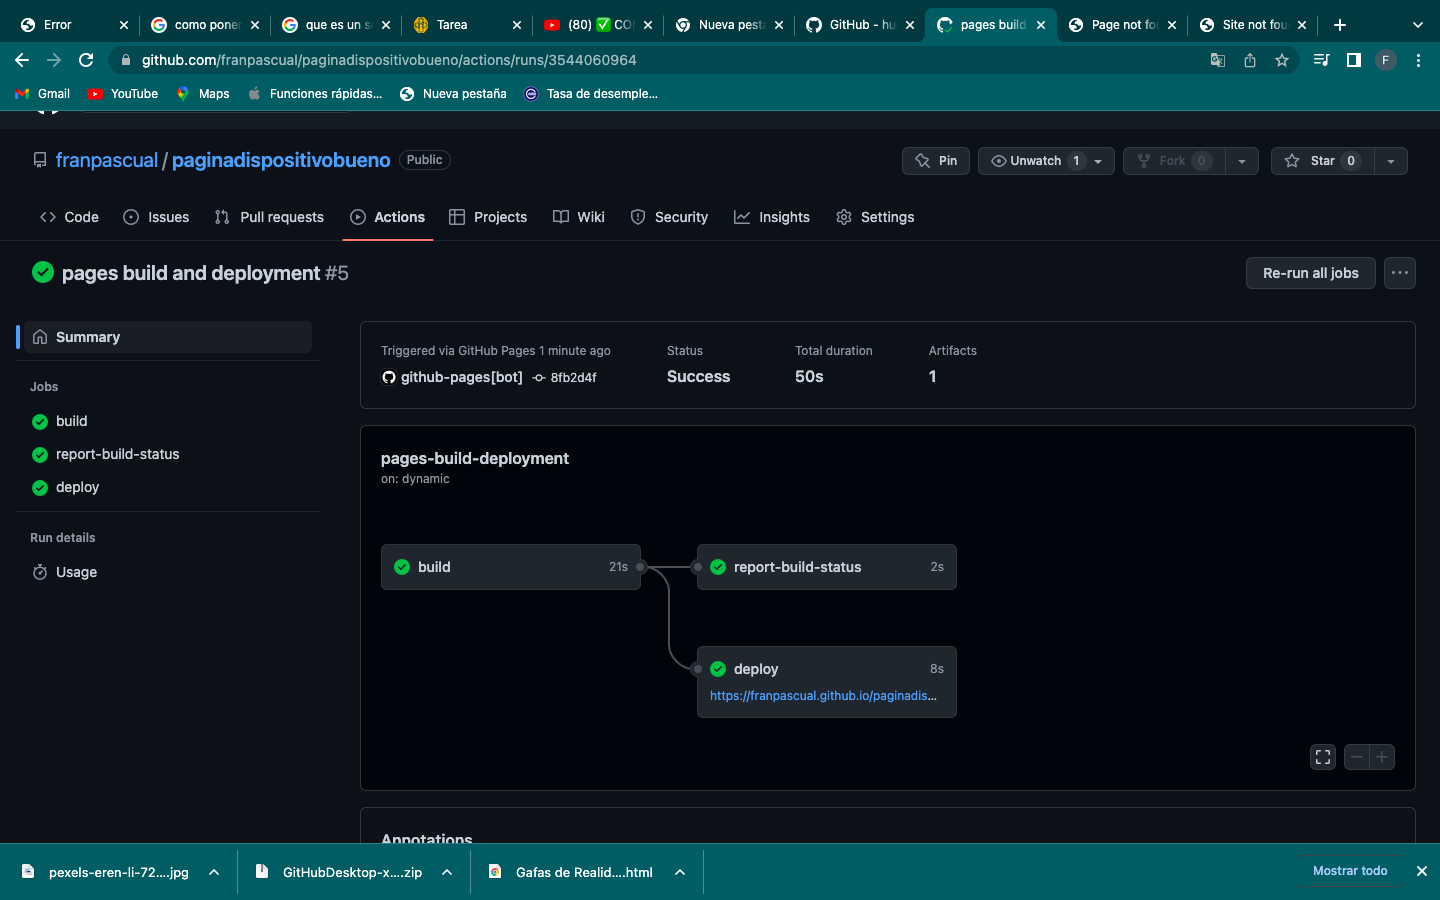 Error
como poner
que es un s
Tarea
(80) ✅ CO
Nueva pesta
GitHub - hu
pages build
Page not fo
Site not fou
github.com/franpascual/paginadispositivobueno/actions/runs/3544060964
F
Gmail
YouTube
Maps
Funciones rápidas...
Nueva pestaña
Tasa de desemple...
franpascual / paginadispositivobueno Public
Pin
Unwatch 1
Fork 0
Star 0
Code
Issues
Pull requests
Actions
Projects
Wiki
Security
Insights
Settings
pages build and deployment #5
Re-run all jobs
Summary
Jobs
build
report-build-status
deploy
Run details
Usage
Triggered via GitHub Pages 1 minute ago
github-pages[bot] 8fb2d4f
Status
Success
Total duration
50s
Artifacts
1
pages-build-deployment
on: dynamic
build 21s
report-build-status 2s
deploy 8s
https://franpascual.github.io/paginadis...
Annotations
pexels-eren-li-72....jpg
GitHubDesktop-x....zip
Gafas de Realid....html
Mostrar todo